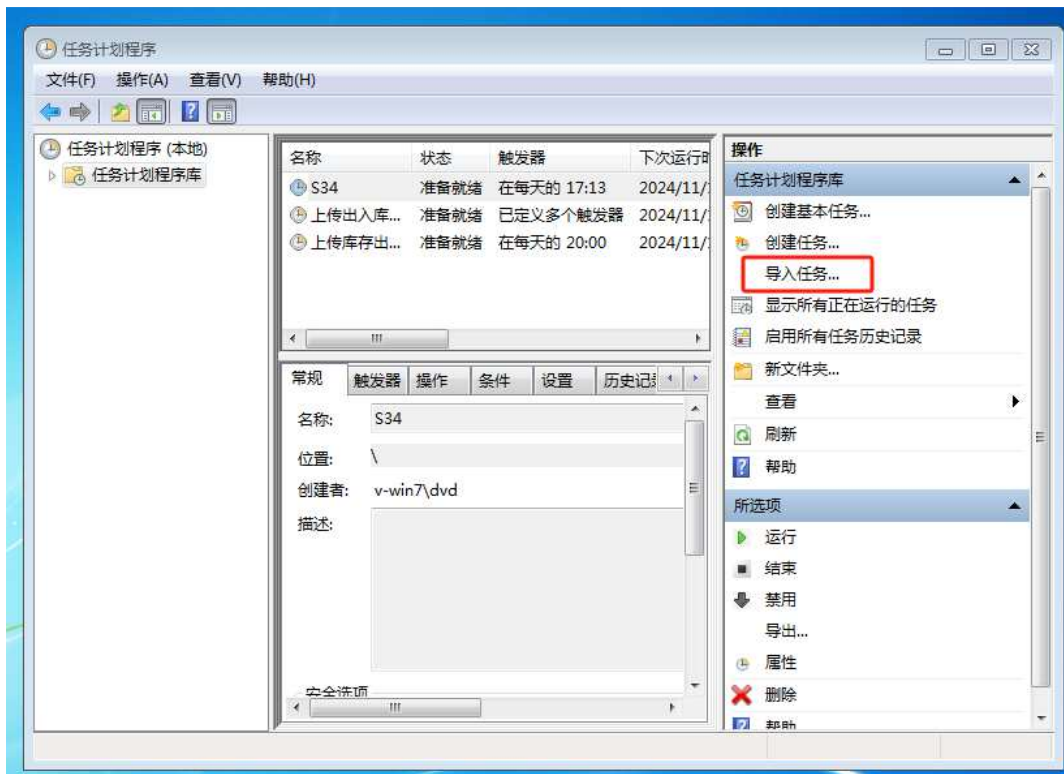 任务计划程序
文件(F) 操作(A) 查看(V) 帮助(H)
任务计划程序 (本地)
任务计划程序库
名称 状态 触发器 下次运行时
S34 准备就绪 在每天的 17:13 2024/11/
上传出入库... 准备就绪 已定义多个触发器 2024/11/
上传库存出... 准备就绪 在每天的 20:00 2024/11/
常规 触发器 操作 条件 设置 历史记录
名称: S34
位置: \
创建者: v-win7\dvd
描述:
安全选项
操作
任务计划程序库
创建基本任务...
创建任务...
导入任务...
显示所有正在运行的任务
启用所有任务历史记录
新文件夹...
查看
刷新
帮助
所选项
运行
结束
禁用
导出...
属性
删除
帮助